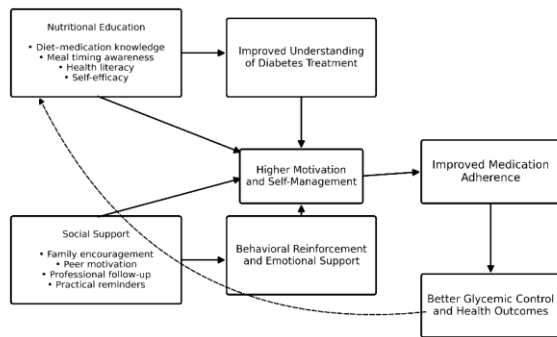 Nutritional Education
• Diet–medication knowledge
• Meal timing awareness
• Health literacy
• Self-efficacy
Improved Understanding
of Diabetes Treatment
Higher Motivation
and Self-Management
Improved Medication
Adherence
Social Support
• Family encouragement
• Peer motivation
• Professional follow-up
• Practical reminders
Behavioral Reinforcement
and Emotional Support
Better Glycemic Control
and Health Outcomes